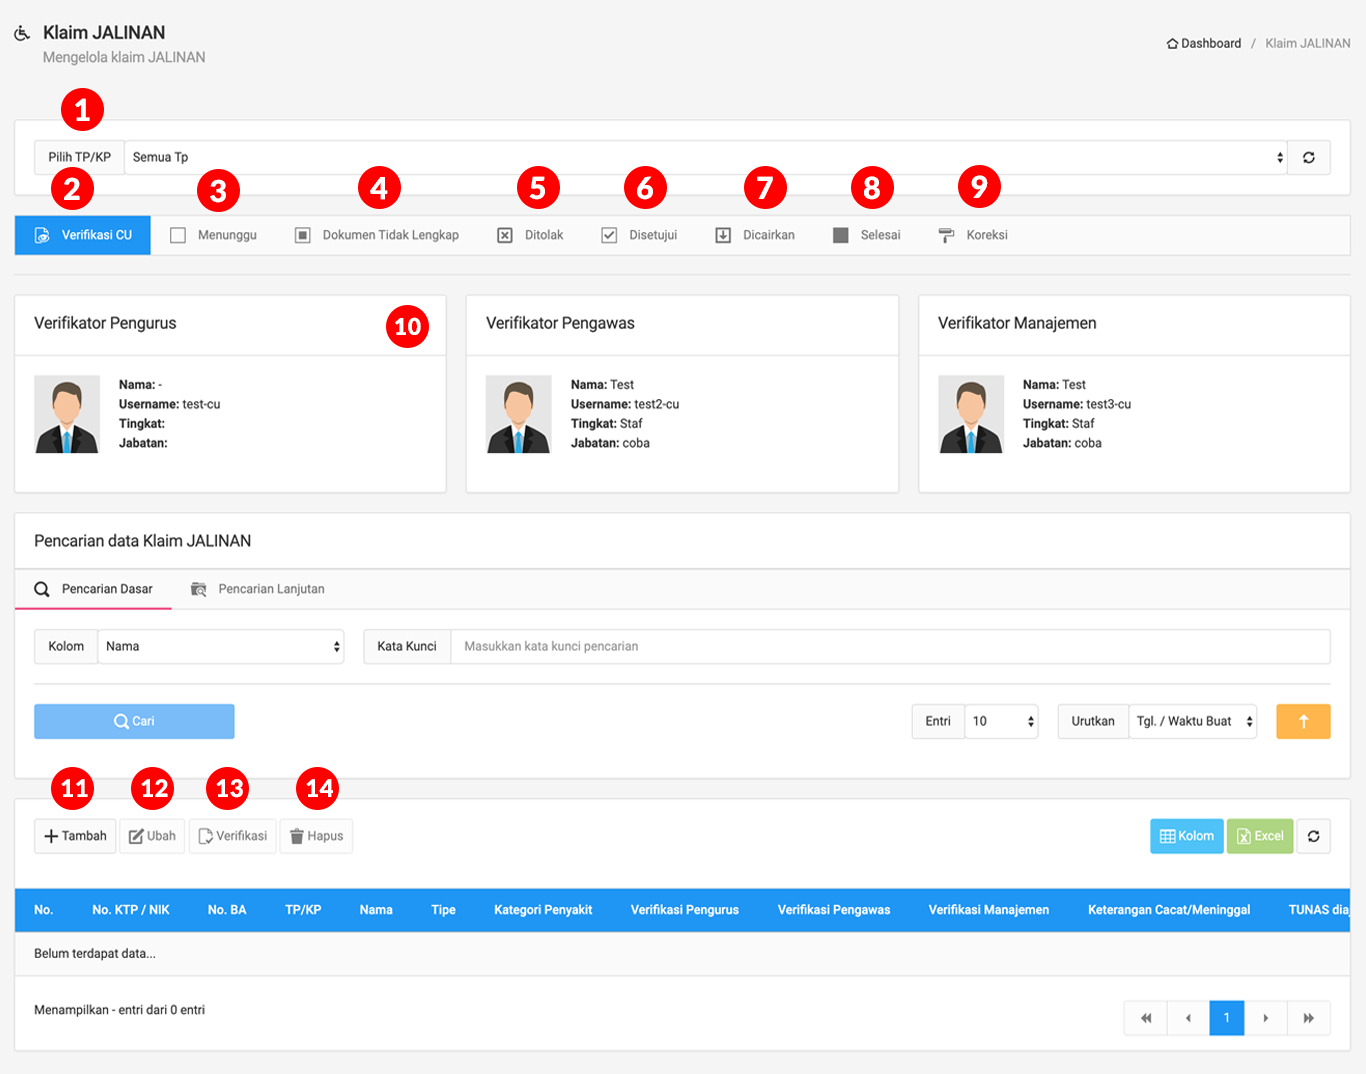 Klaim JALINAN
Mengelola klaim JALINAN
Dashboard / Klaim JALINAN
1
Pilih TP/KP Semua Tp
2 3 4 5 6 7 8 9
Verifikasi CU Menunggu Dokumen Tidak Lengkap Ditolak Disetujui Dicairkan Selesai Koreksi
Verifikator Pengurus 10 Verifikator Pengawas Verifikator Manajemen
Nama: - Nama: Test Nama: Test
Username: test-cu Username: test2-cu Username: test3-cu
Tingkat: Tingkat: Staf Tingkat: Staf
Jabatan: Jabatan: coba Jabatan: coba
Pencarian data Klaim JALINAN
Pencarian Dasar Pencarian Lanjutan
Kolom Nama Kata Kunci Masukkan kata kunci pencarian
Cari Entri 10 Urutkan Tgl. / Waktu Buat
11 12 13 14
Tambah Ubah Verifikasi Hapus Kolom Excel
No. No. KTP / NIK No. BA TP/KP Nama Tipe Kategori Penyakit Verifikasi Pengurus Verifikasi Pengawas Verifikasi Manajemen Keterangan Cacat/Meninggal TUNAS dia
Belum terdapat data...
Menampilkan - entri dari 0 entri
1